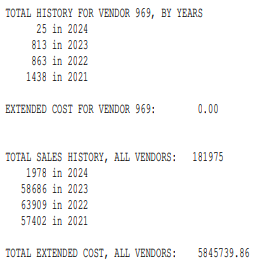 TOTAL HISTORY FOR VENDOR 969, BY YEARS
25 in 2024
813 in 2023
863 in 2022
1438 in 2021
EXTENDED COST FOR VENDOR 969: 0.00
TOTAL SALES HISTORY, ALL VENDORS: 181975
1978 in 2024
58686 in 2023
63909 in 2022
57402 in 2021
TOTAL EXTENDED COST, ALL VENDORS: 5845739.86